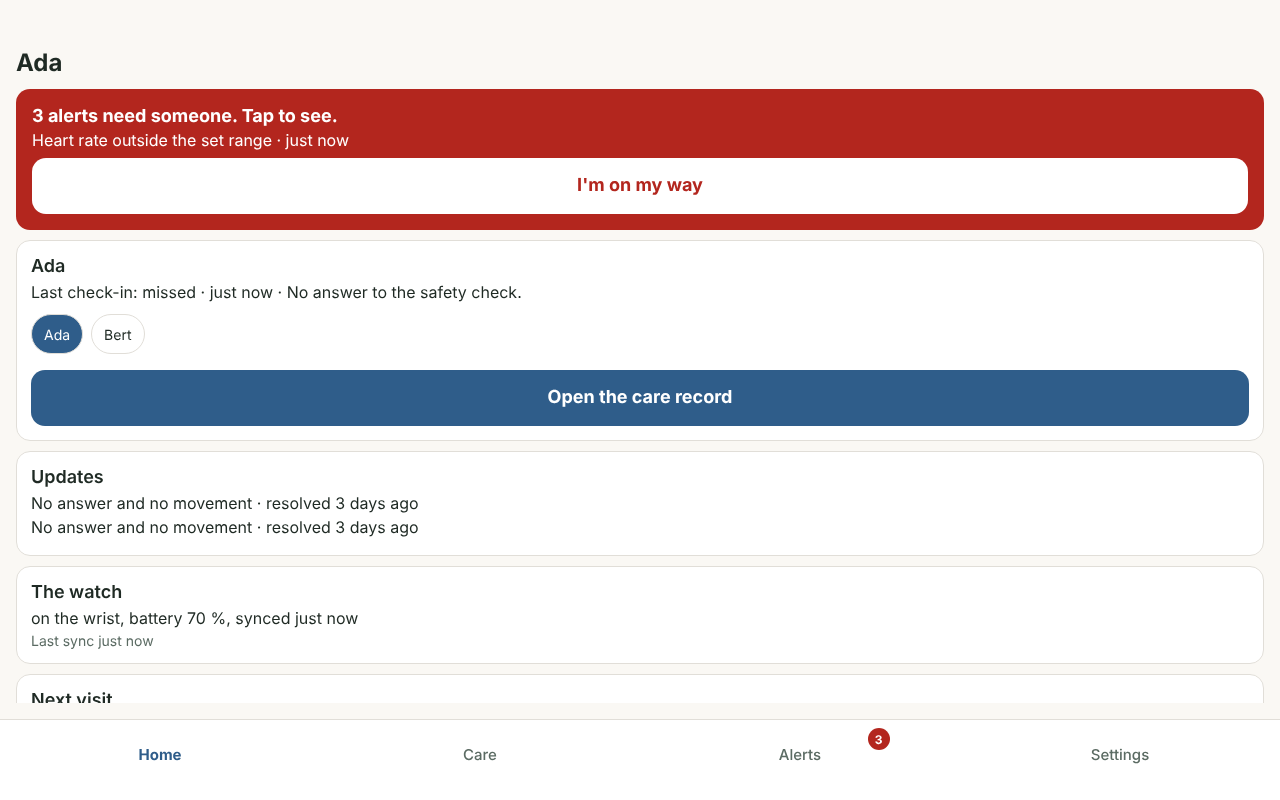 Ada
3 alerts need someone. Tap to see.
Heart rate outside the set range · just now
I'm on my way
Ada
Last check-in: missed · just now · No answer to the safety check.
Ada
Bert
Open the care record
Updates
No answer and no movement · resolved 3 days ago
No answer and no movement · resolved 3 days ago
The watch
on the wrist, battery 70 %, synced just now
Last sync just now
Next visit
Home
Care
Alerts
3
Settings